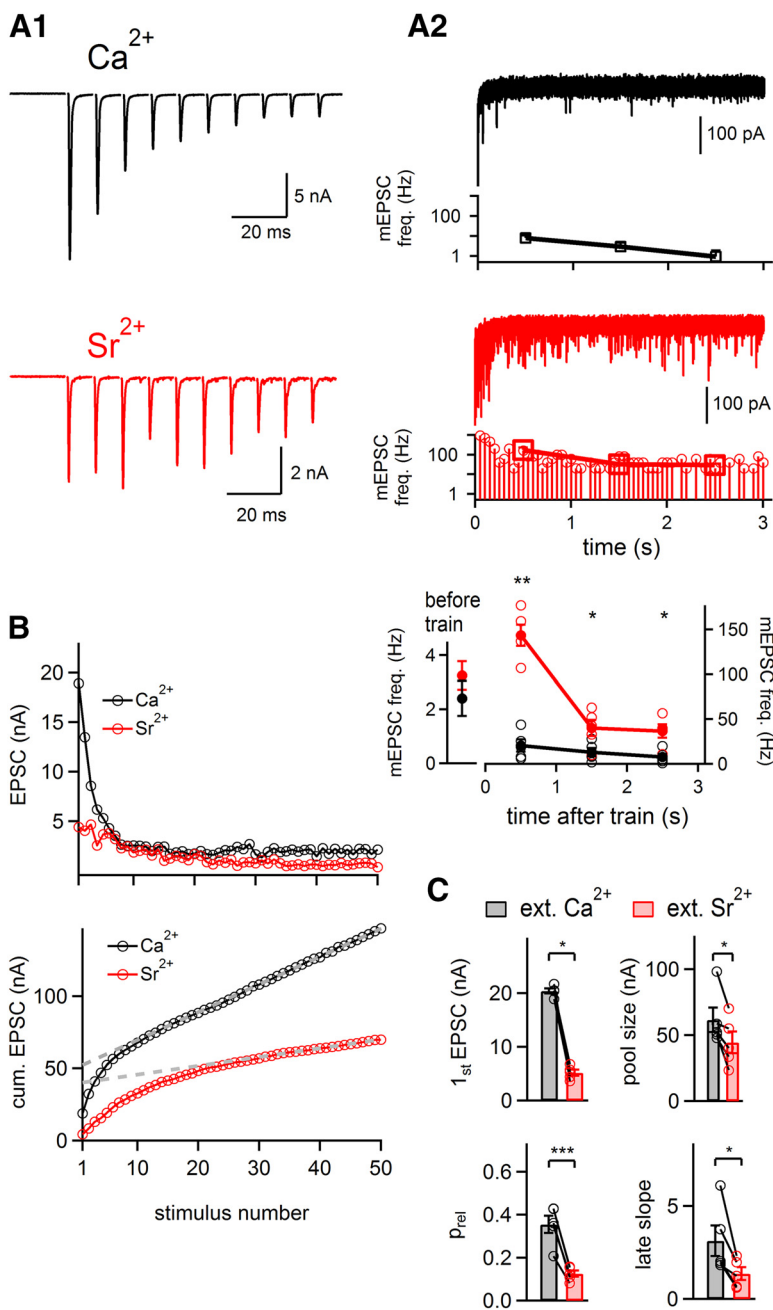 A1
Ca2+
5 nA
20 ms
Sr2+
2 nA
20 ms
A2
100 pA
mEPSC
freq. (Hz)
100
1
100 pA
mEPSC
freq. (Hz)
100
1
0
1
2
3
time (s)
before
train
**
*
*
mEPSC freq. (Hz)
4
2
0
mEPSC freq. (Hz)
150
100
50
0
0
1
2
3
time after train (s)
B
EPSC (nA)
20
15
10
5
Ca2+
Sr2+
cum. EPSC (nA)
100
50
0
Ca2+
Sr2+
1
10
20
30
40
50
stimulus number
C
ext. Ca2+
ext. Sr2+
1st EPSC (nA)
30
20
10
0
*
pool size (nA)
100
50
0
*
prel
0.6
0.4
0.2
0
***
late slope
5
0
*